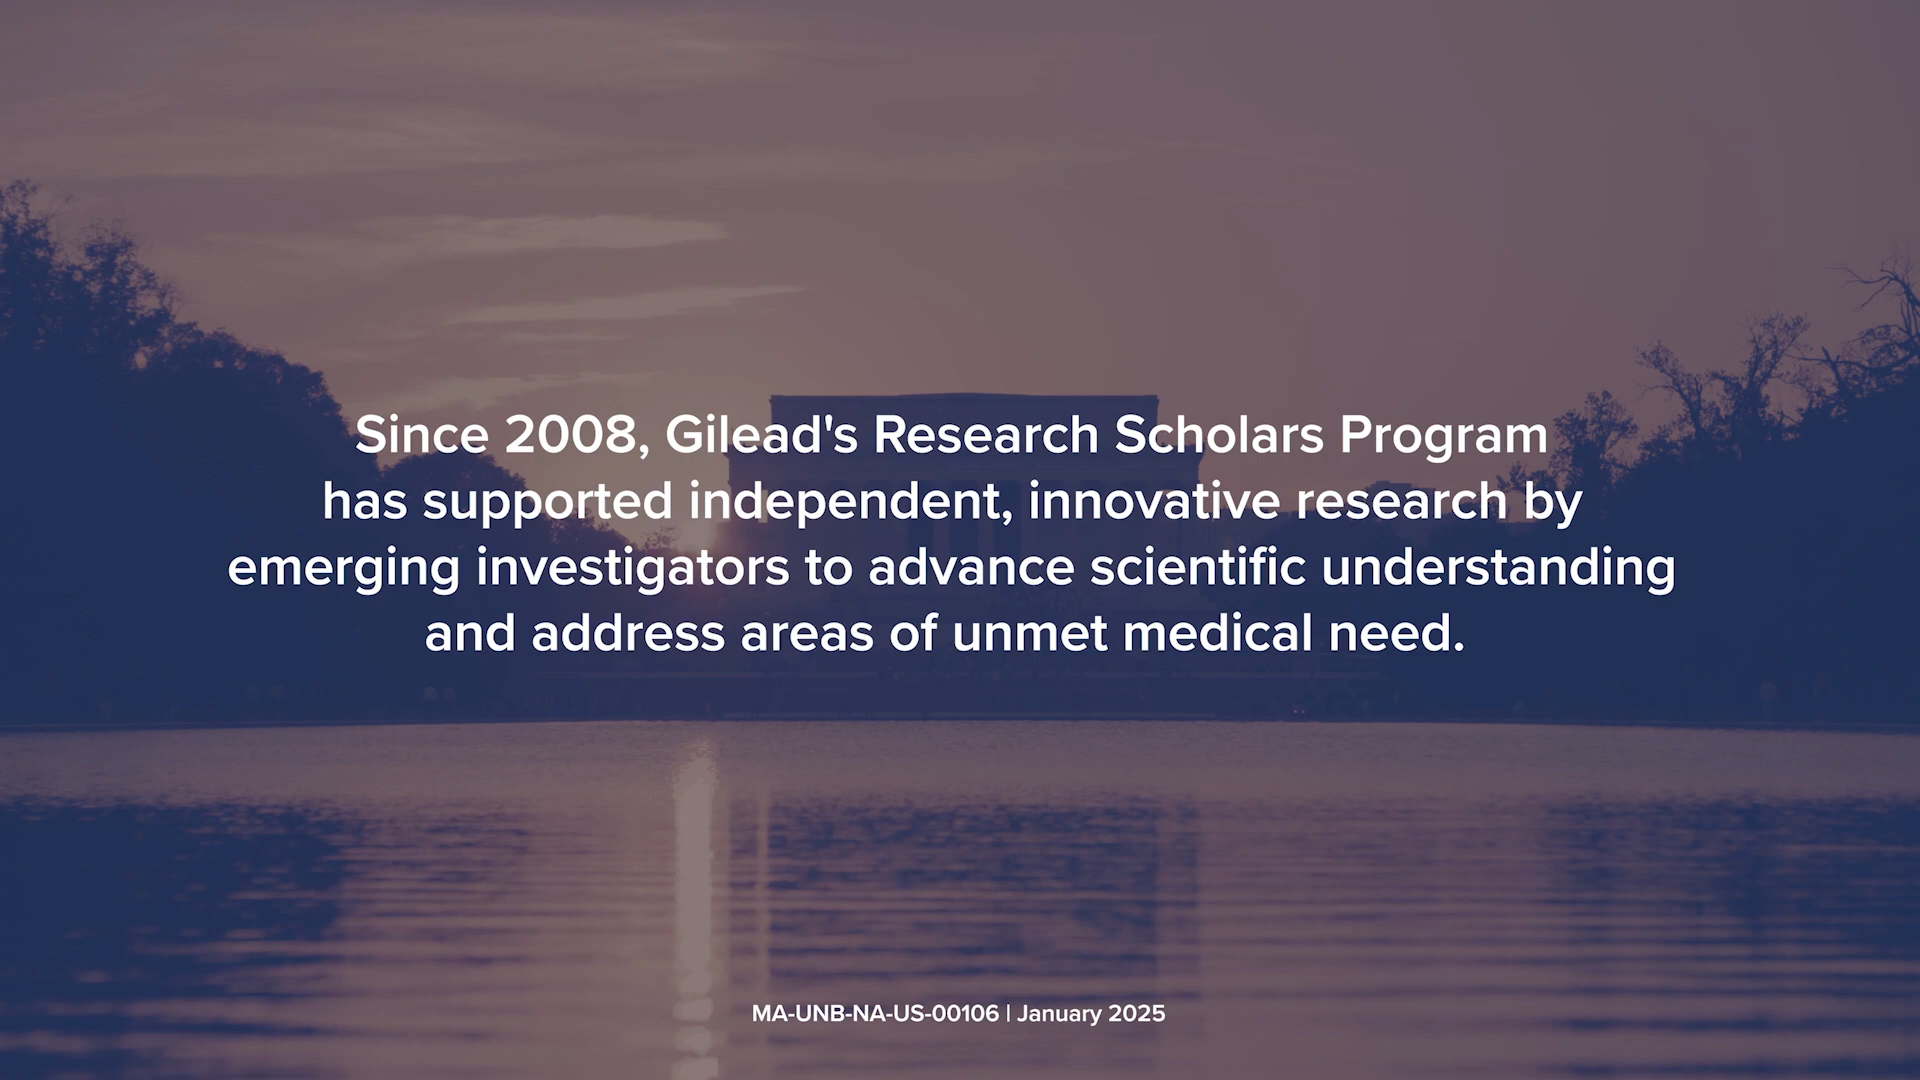 Since 2008, Gilead's Research Scholars Program
has supported independent, innovative research by
emerging investigators to advance scientific understanding
and address areas of unmet medical need.
MA-UNB-NA-US-00106 | January 2025